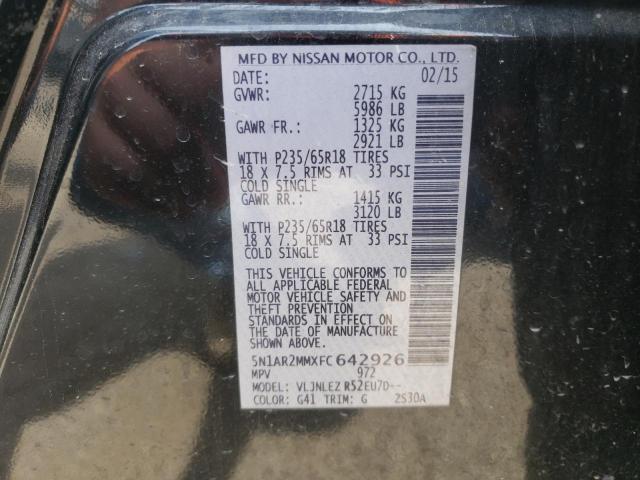 MFD BY NISSAN MOTOR CO., LTD.
DATE: 02/15
GVWR: 2715 KG
5986 LB
GAWR FR.: 1325 KG
2921 LB
WITH P235/65R18 TIRES
18 X 7.5 RIMS AT 33 PSI
COLD SINGLE
GAWR RR.: 1415 KG
3120 LB
WITH P235/65R18 TIRES
18 X 7.5 RIMS AT 33 PSI
COLD SINGLE
THIS VEHICLE CONFORMS TO
ALL APPLICABLE FEDERAL
MOTOR VEHICLE SAFETY AND
THEFT PREVENTION
STANDARDS IN EFFECT ON
THE DATE OF MANUFACTURE
SHOWN ABOVE.
5N1AR2MMXFC642926
MPV 972
MODEL: VLJNLEZ R52EU7D--
COLOR: G41 TRIM: G 2S30A